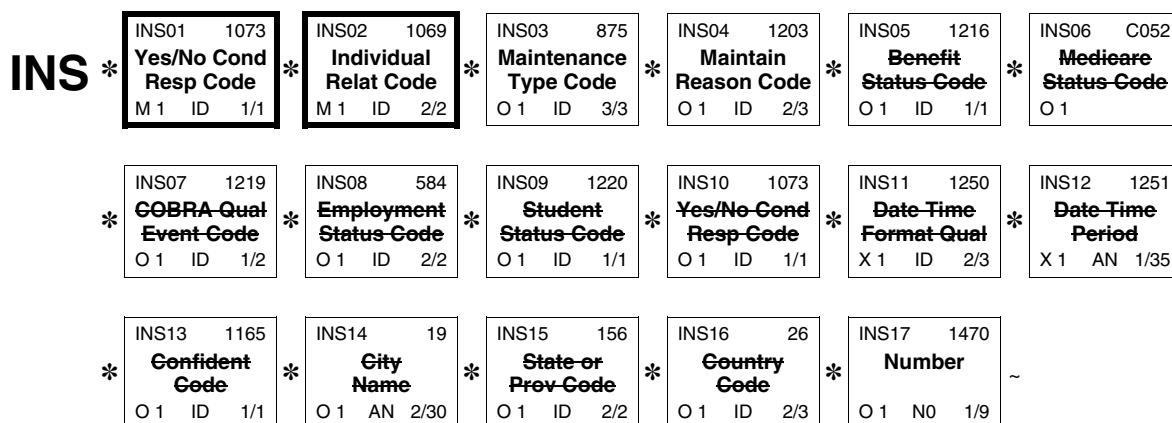 INS * INS01 1073 * INS02 1069 * INS03 875 * INS04 1203 * INS05 1216 * INS06 C052
Yes/No Cond Individual Maintenance Maintain Benefit Medicare
Resp Code Relat Code Type Code Reason Code Status Code Status Code
M 1 ID 1/1 M 1 ID 2/2 O 1 ID 3/3 O 1 ID 2/3 O 1 ID 1/1 O 1
* INS07 1219 * INS08 584 * INS09 1220 * INS10 1073 * INS11 1250 * INS12 1251
COBRA Qual Employment Student Yes/No Cond Date Time Date Time
Event Code Status Code Status Code Resp Code Format Qual Period
O 1 ID 1/2 O 1 ID 2/2 O 1 ID 1/1 O 1 ID 1/1 X 1 ID 2/3 X 1 AN 1/35
* INS13 1165 * INS14 19 * INS15 156 * INS16 26 * INS17 1470 ~
Confident City State or Country Number
Code Name Prov Code Code
O 1 ID 1/1 O 1 AN 2/30 O 1 ID 2/2 O 1 ID 2/3 O 1 N0 1/9